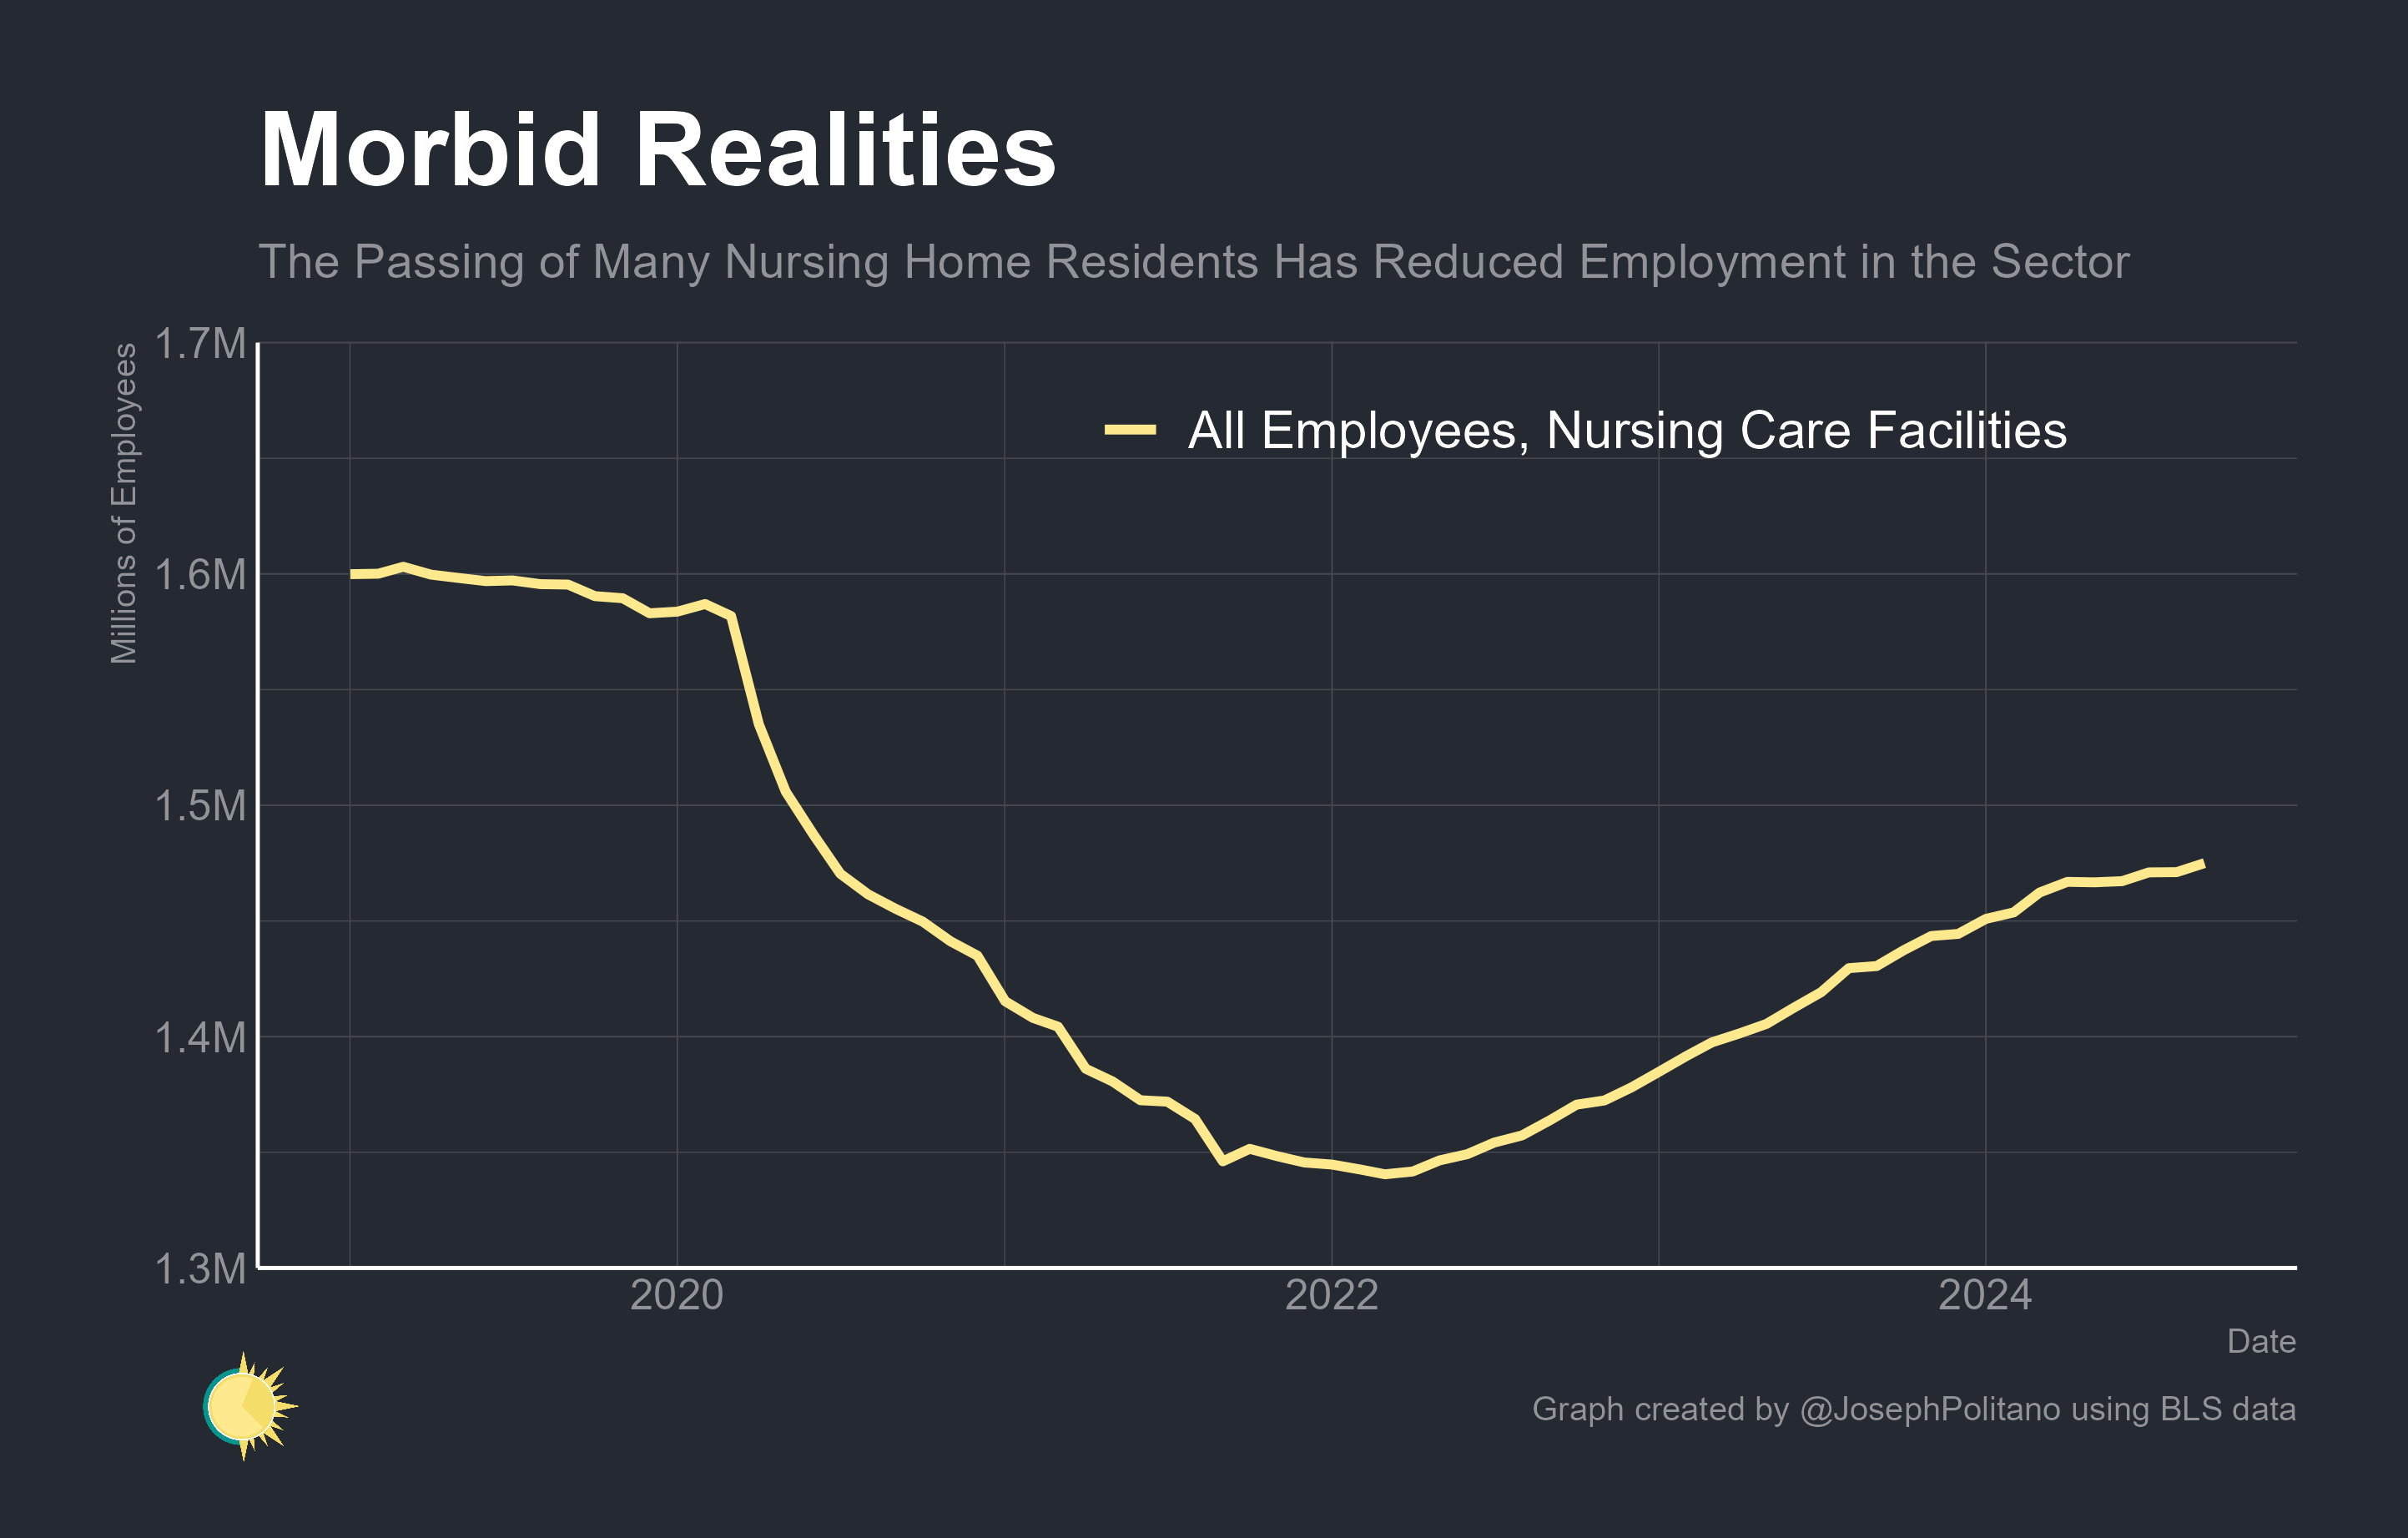 Morbid Realities
The Passing of Many Nursing Home Residents Has Reduced Employment in the Sector
Millions of Employees
1.7M
1.6M
1.5M
1.4M
1.3M
All Employees, Nursing Care Facilities
2020
2022
2024
Date
Graph created by @JosephPolitano using BLS data